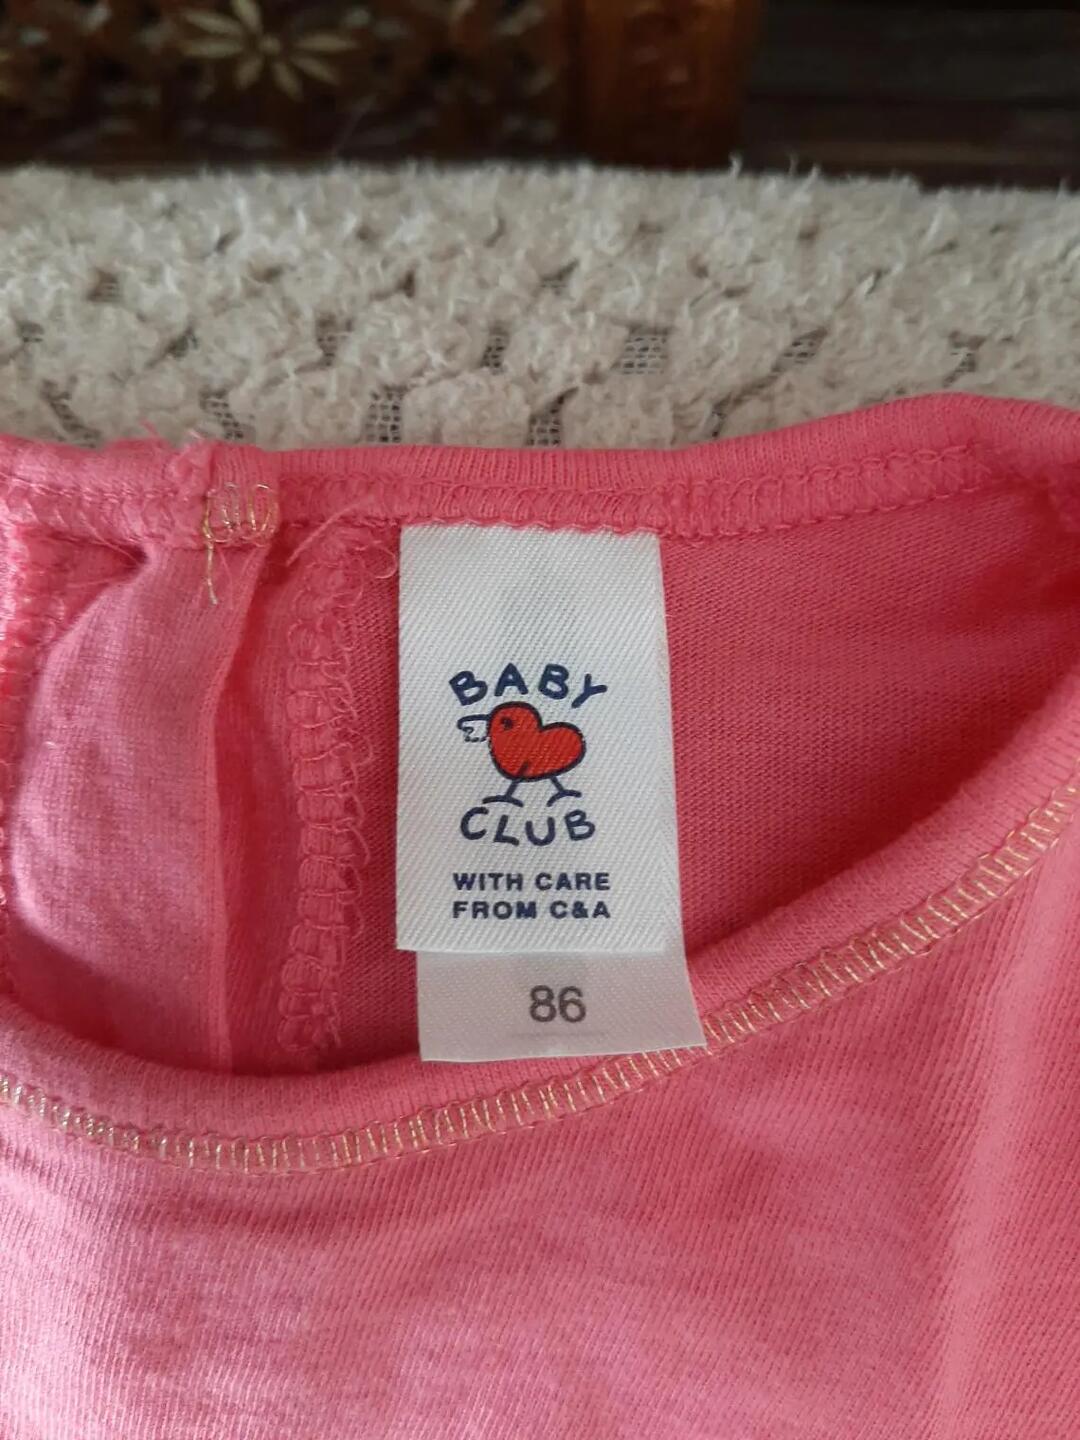 BABY
CLUB
WITH CARE
FROM C&A
86